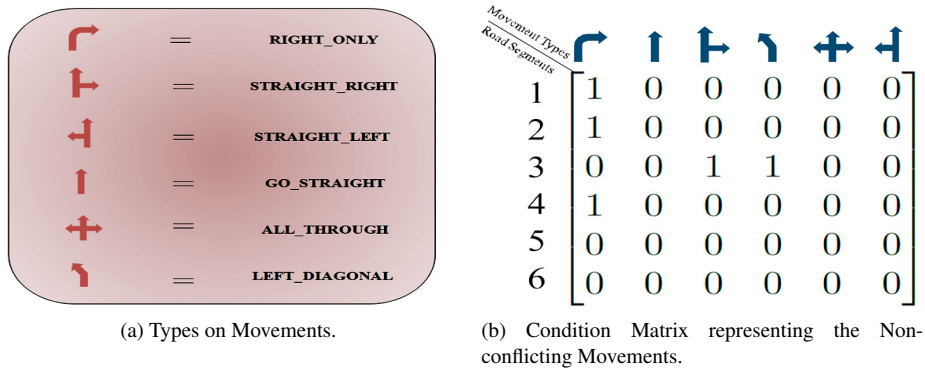 = RIGHT_ONLY
= STRAIGHT_RIGHT
= STRAIGHT_LEFT
= GO_STRAIGHT
= ALL_THROUGH
= LEFT_DIAGONAL
(a) Types on Movements.
Movement Types
Road Segments
1 1 0 0 0 0 0
2 1 0 0 0 0 0
3 0 0 1 1 0 0
4 1 0 0 0 0 0
5 0 0 0 0 0 0
6 0 0 0 0 0 0
(b) Condition Matrix representing the Non-
conflicting Movements.